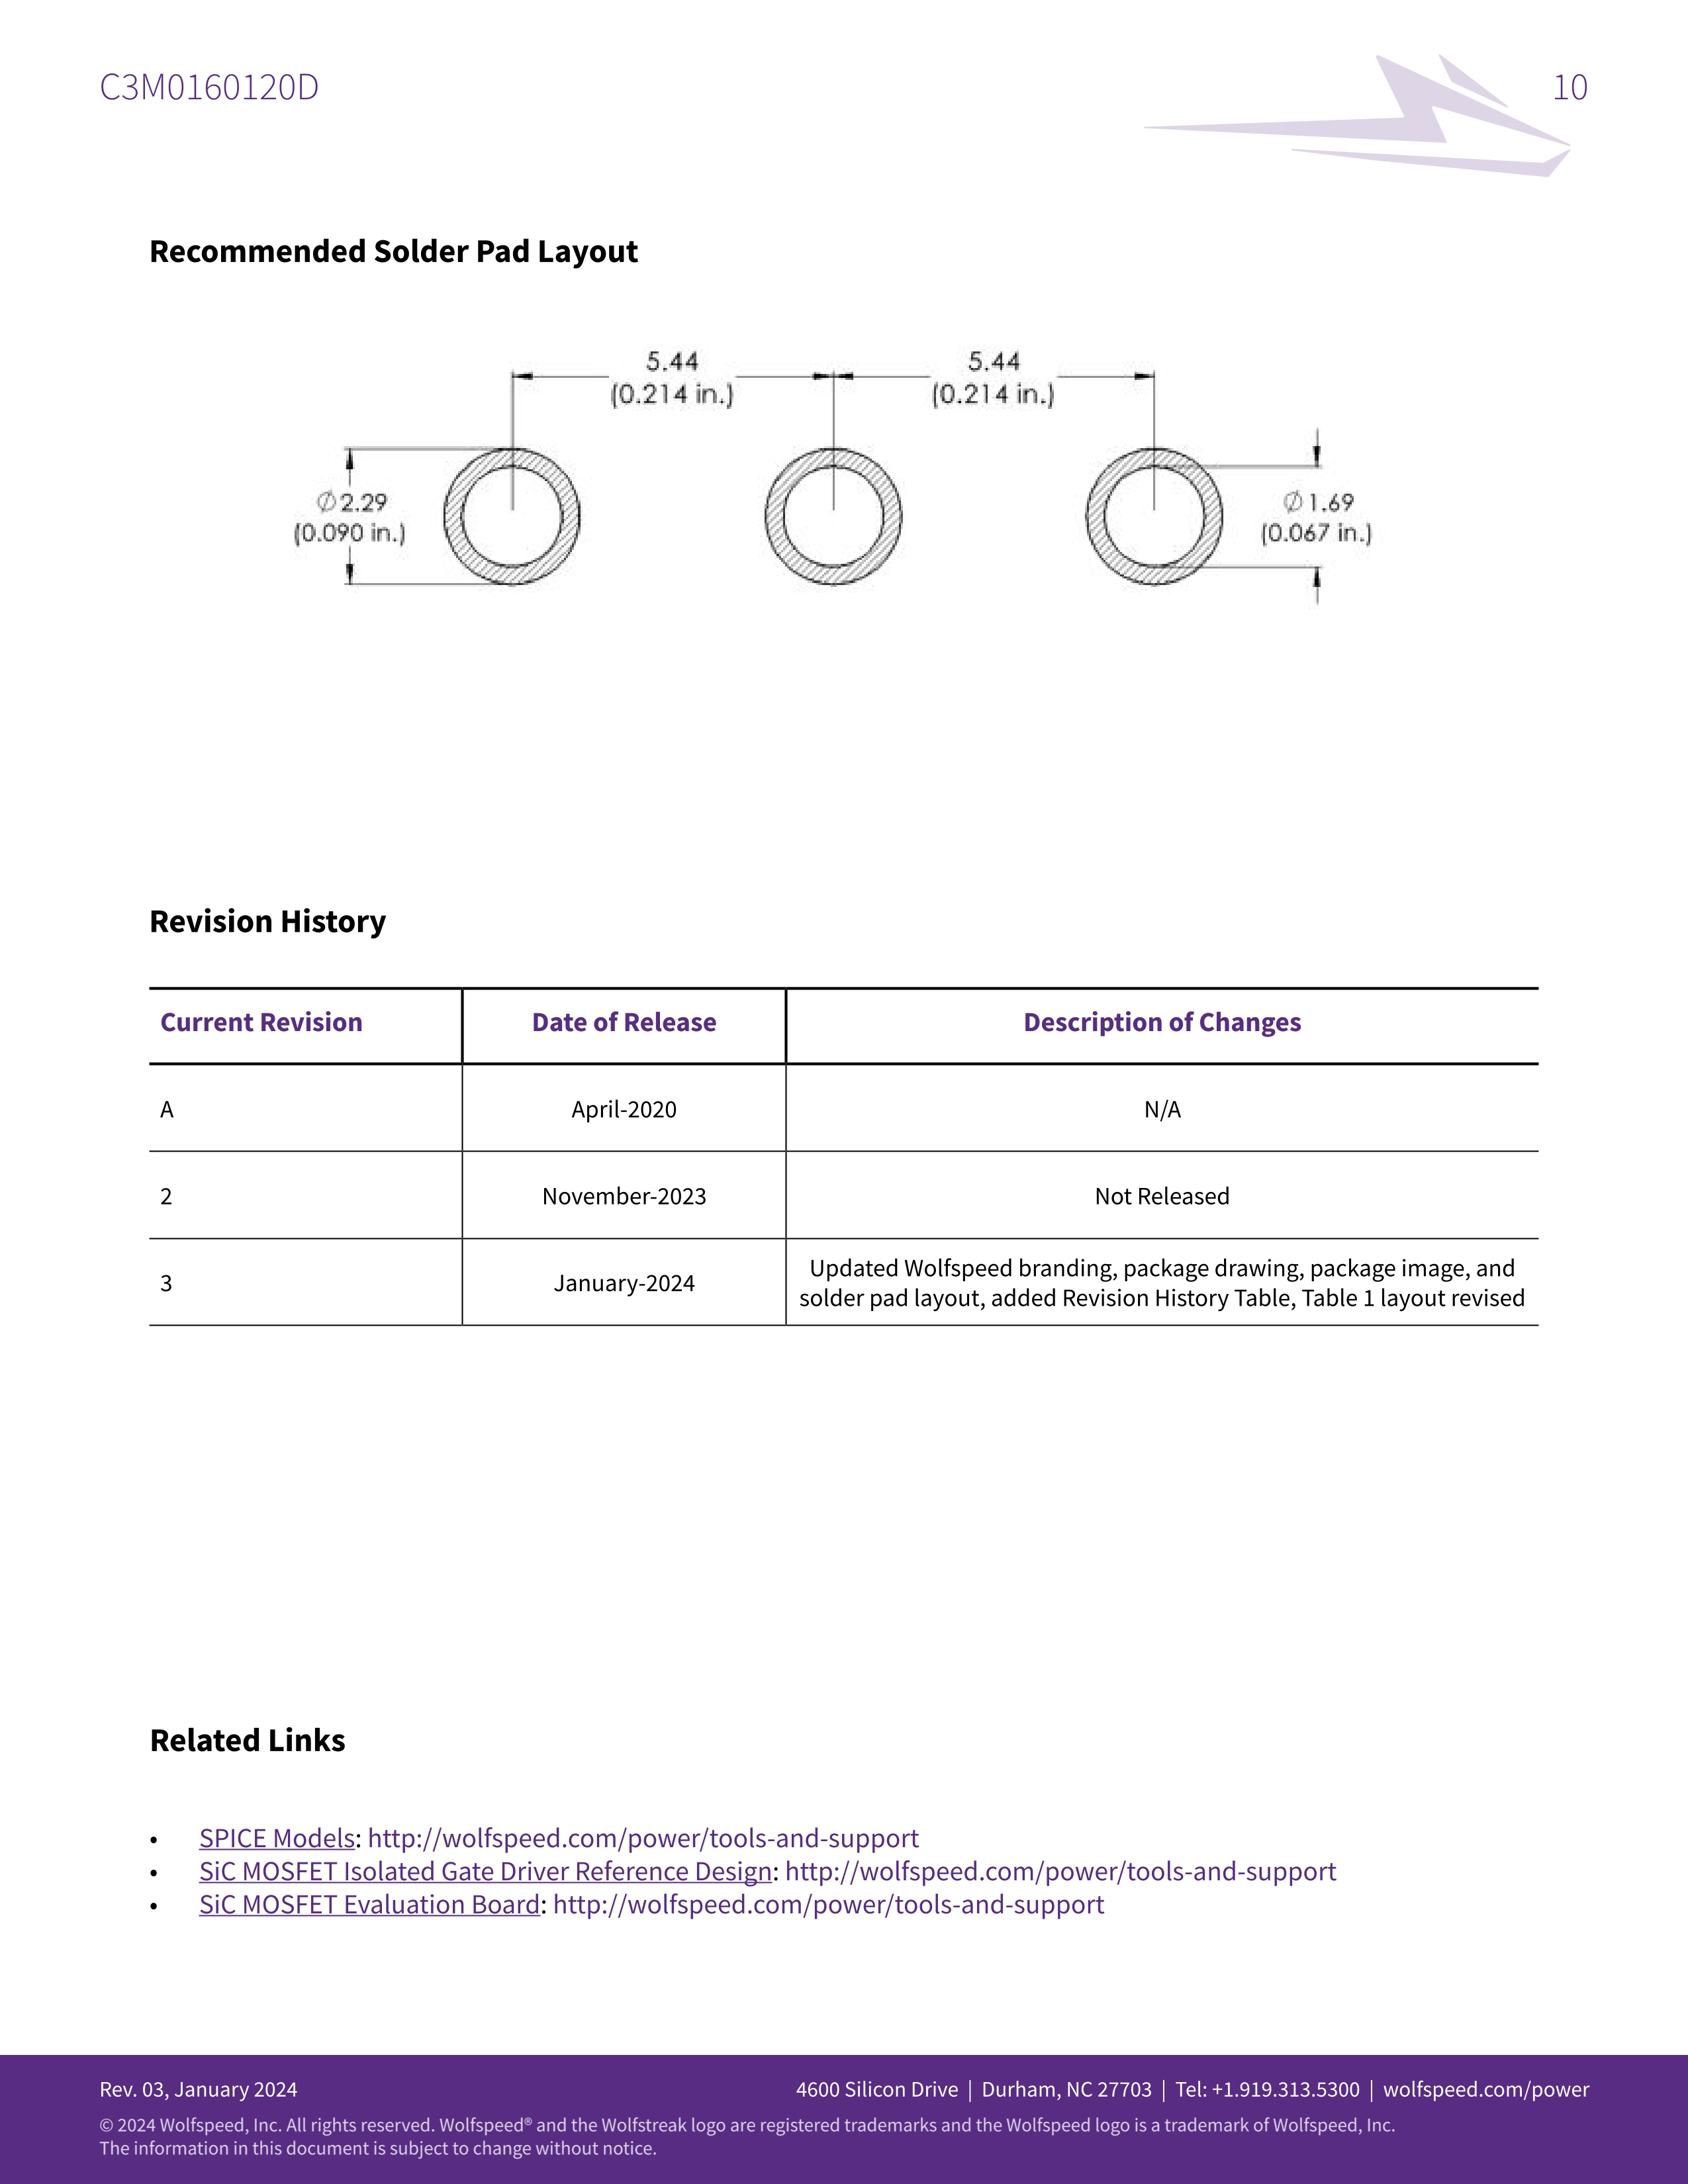 C3M0160120D
10
Recommended Solder Pad Layout
5.44
(0.214 in.)
5.44
(0.214 in.)
∅2.29
(0.090 in.)
∅1.69
(0.067 in.)
Revision History
Current Revision Date of Release Description of Changes
A April-2020 N/A
2 November-2023 Not Released
3 January-2024 Updated Wolfspeed branding, package drawing, package image, and
solder pad layout, added Revision History Table, Table 1 layout revised
Related Links
• SPICE Models: http://wolfspeed.com/power/tools-and-support
• SiC MOSFET Isolated Gate Driver Reference Design: http://wolfspeed.com/power/tools-and-support
• SiC MOSFET Evaluation Board: http://wolfspeed.com/power/tools-and-support
Rev. 03, January 2024
4600 Silicon Drive | Durham, NC 27703 | Tel: +1.919.313.5300 | wolfspeed.com/power
© 2024 Wolfspeed, Inc. All rights reserved. Wolfspeed® and the Wolfstreak logo are registered trademarks and the Wolfspeed logo is a trademark of Wolfspeed, Inc.
The information in this document is subject to change without notice.